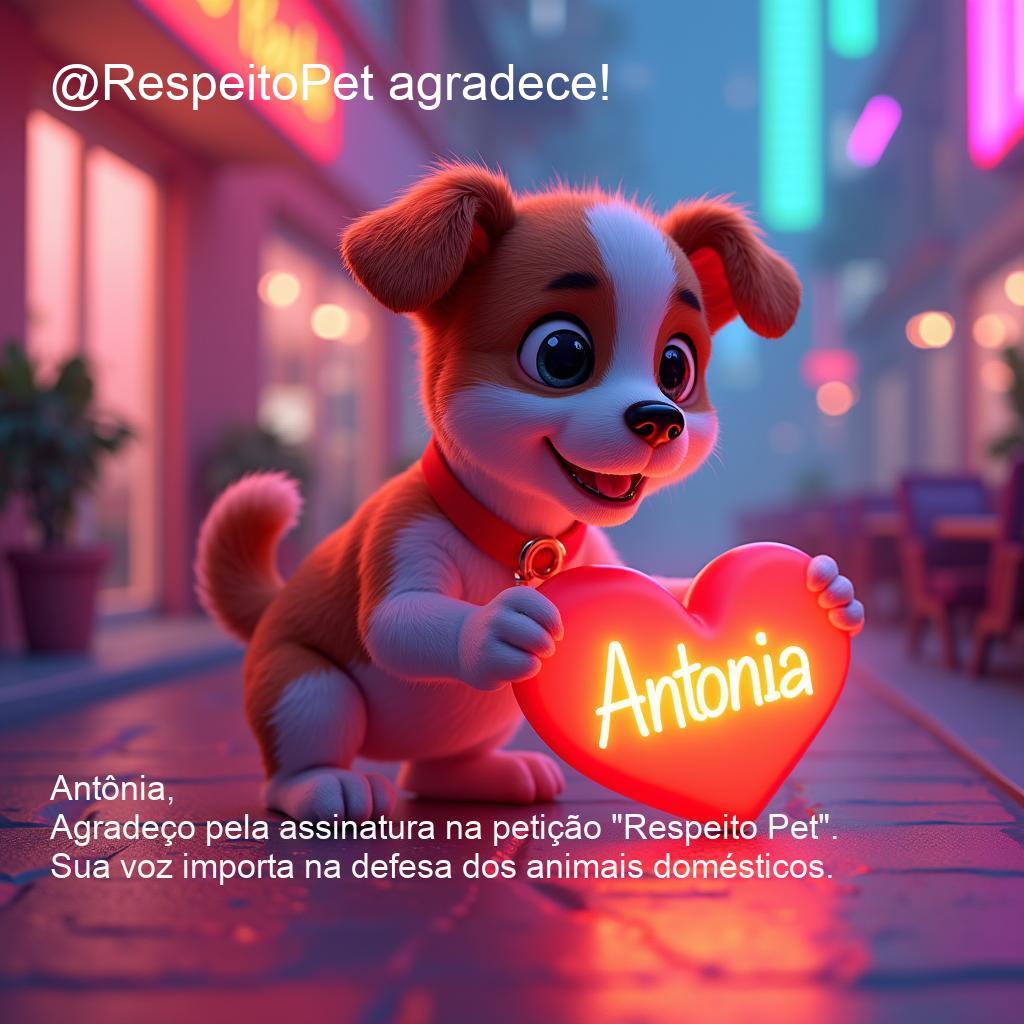 @RespeitoPet agradece!
Antonia
Antônia,
Agradeço pela assinatura na petição "Respeito Pet".
Sua voz importa na defesa dos animais domésticos.